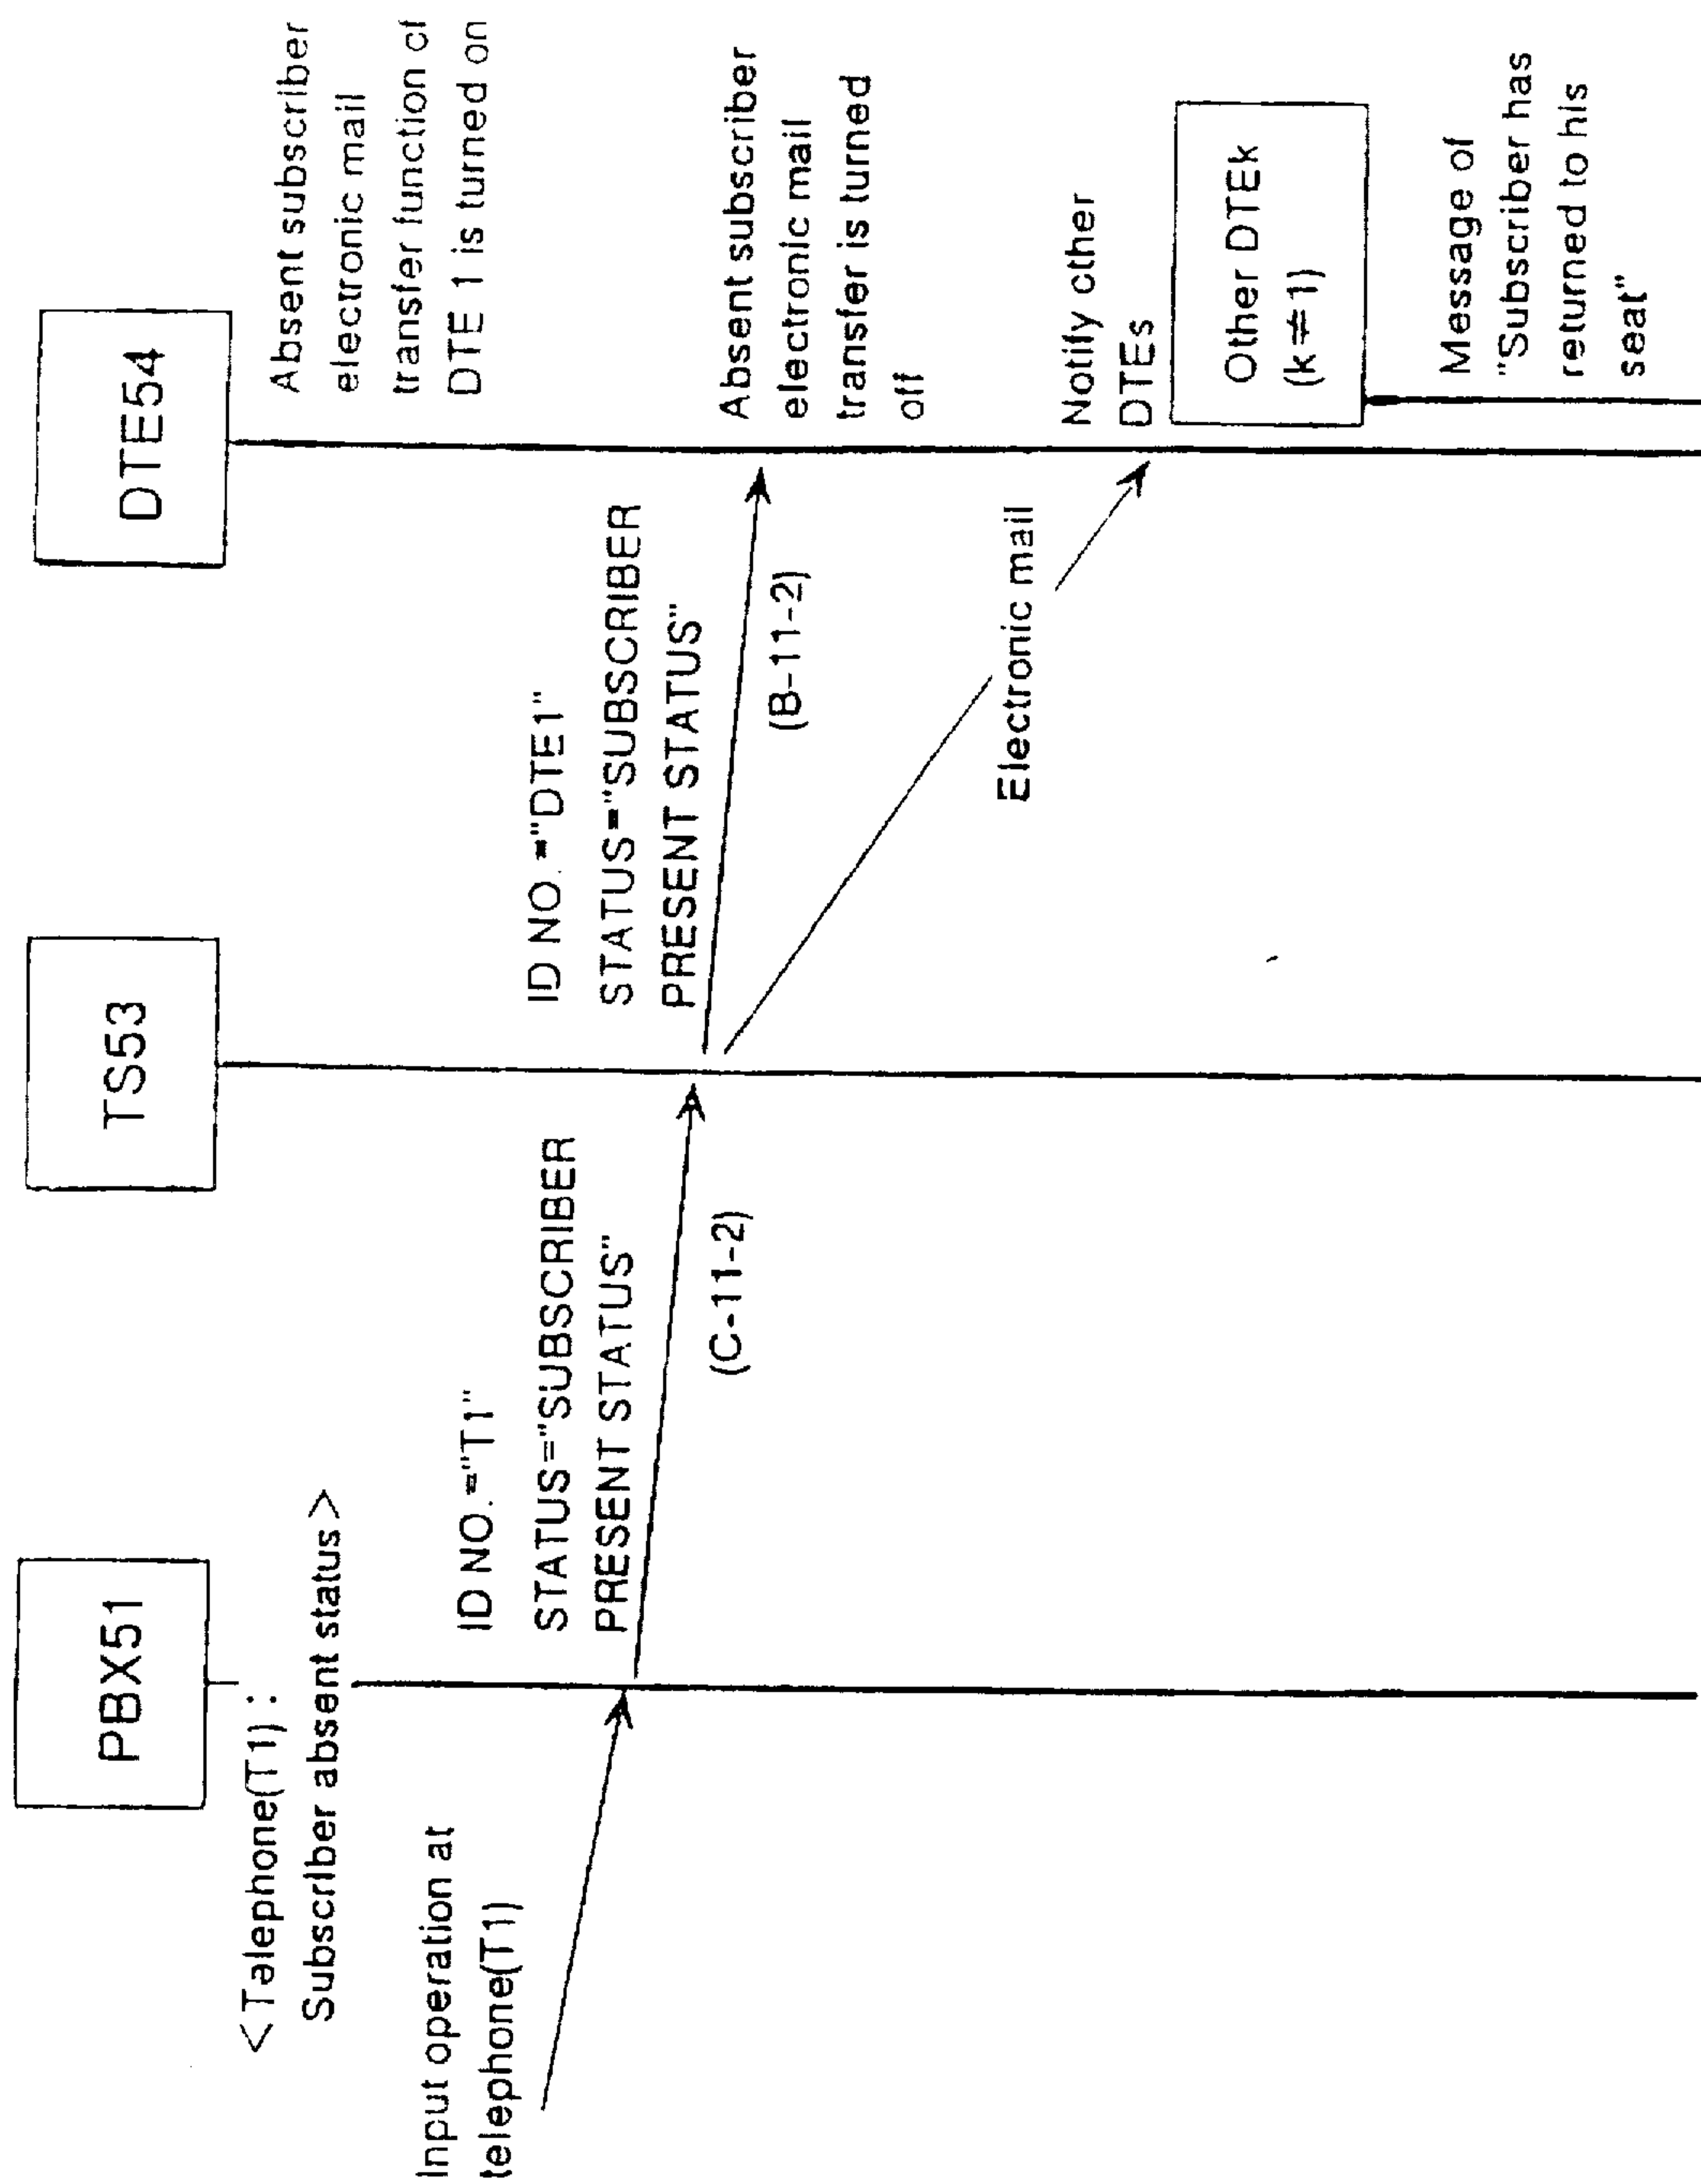 PBX51
TS53
DTE54
<Telephone(T1):
Subscriber absent status>
Absent subscriber
electronic mail
transfer function of
DTE 1 is turned on
Input operation at
telephone(T1)
ID NO.="T1"
STATUS="SUBSCRIBER
PRESENT STATUS"
(C-11-2)
ID NO.="DTE1"
STATUS="SUBSCRIBER
PRESENT STATUS"
(B-11-2)
Absent subscriber
electronic mail
transfer is turned
off
Electronic mail
Notify other
DTEs
Other DTEk
(k≠1)
Message of
"Subscriber has
returned to his
seat"